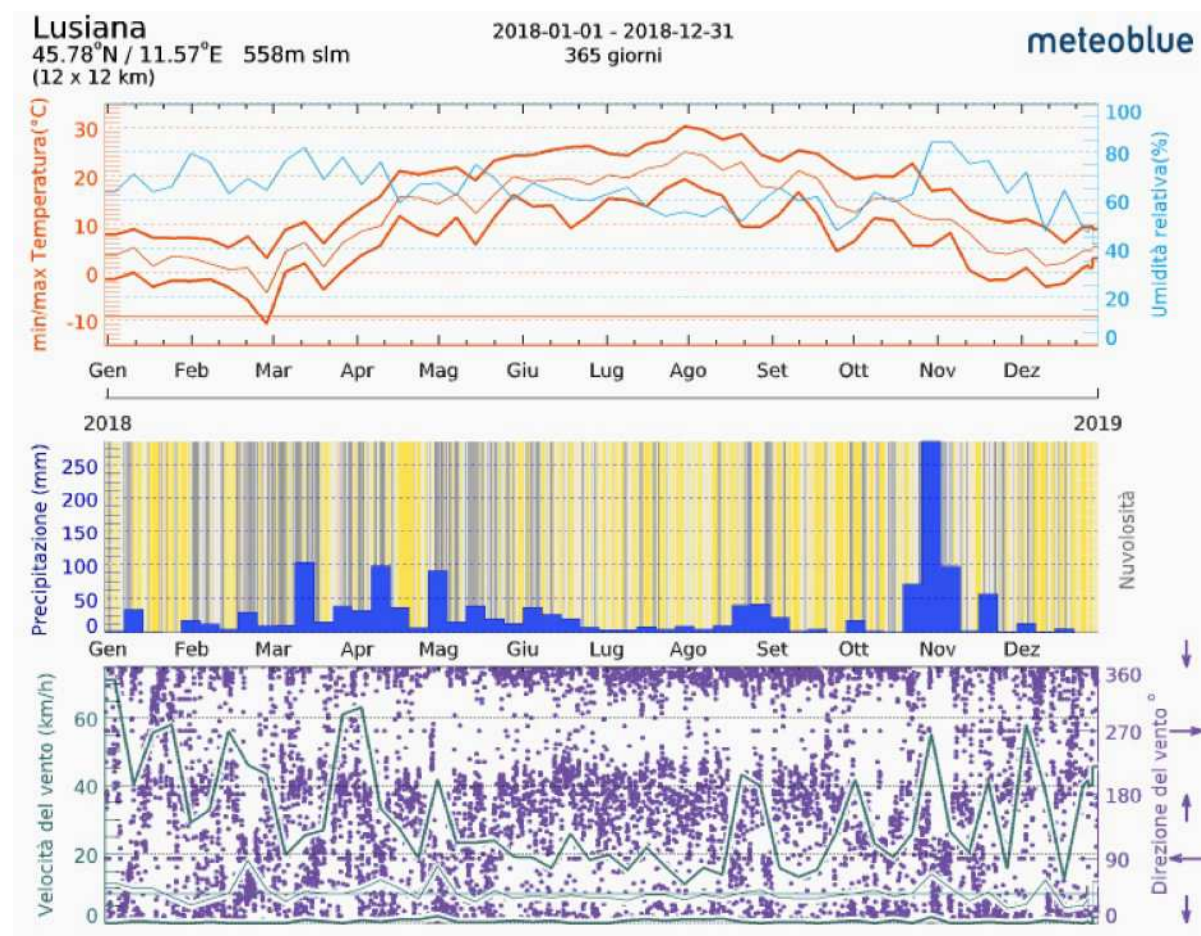 Lusiana
45.78°N / 11.57°E 558m slm
(12 x 12 km)
2018-01-01 - 2018-12-31
365 giorni
meteoblue
min/max Temperatura(°C)
30
20
10
0
-10
100
80
60
40
20
0
Umidità relativa(%)
Gen Feb Mar Apr Mag Giu Lug Ago Set Ott Nov Dez
2018 2019
Precipitazione (mm)
250
200
150
100
50
0
Nuvolosità
Gen Feb Mar Apr Mag Giu Lug Ago Set Ott Nov Dez
Velocità del vento (km/h)
60
40
20
0
360
270
180
90
0
Direzione del vento °